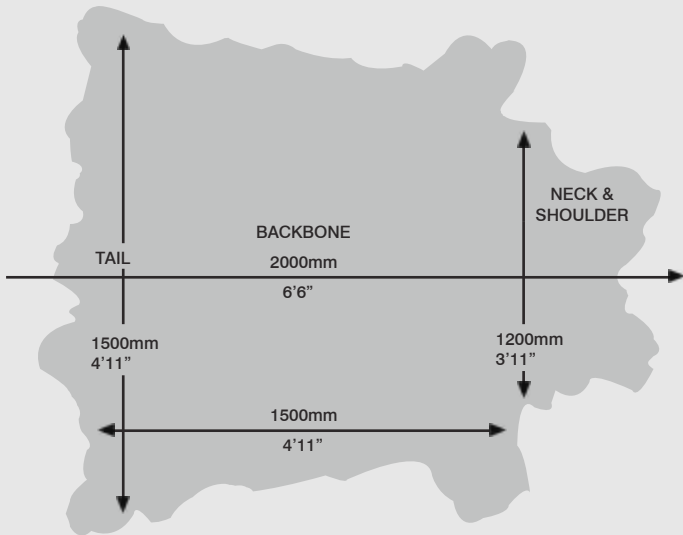 NECK &
SHOULDER
BACKBONE
TAIL
2000mm
6’6”
1500mm
4’11”
1200mm
3’11”
1500mm
4’11”